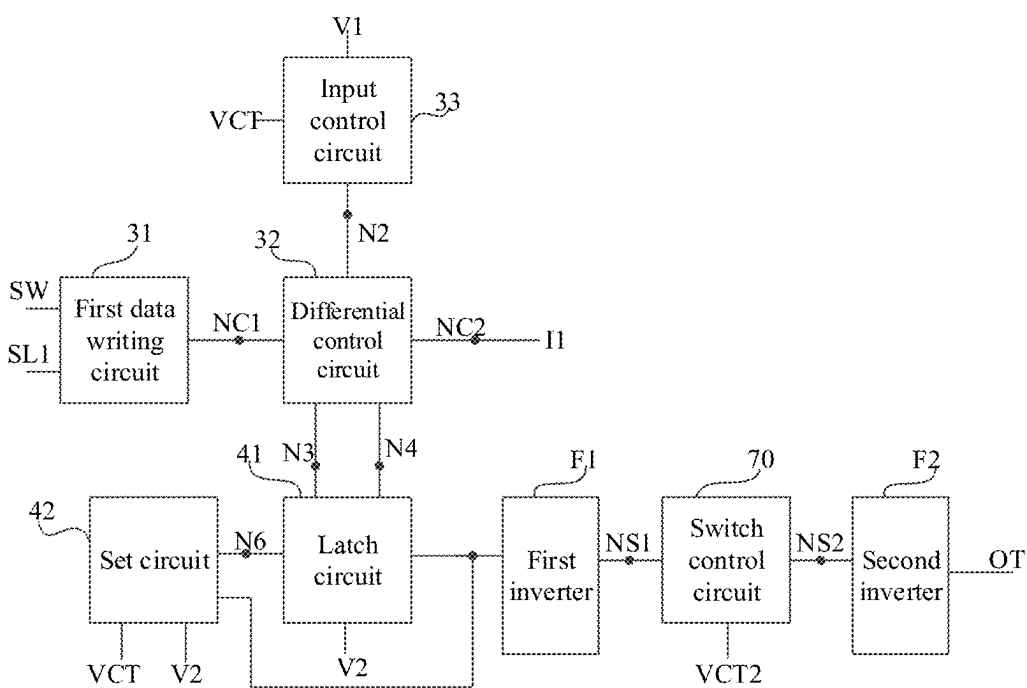 V1
Input
control
circuit
VCT
33
N2
31
32
SW
SL1
First data
writing
circuit
NC1
Differential
control
circuit
NC2
I1
N3
N4
41
42
F1
70
F2
Set circuit
N6
Latch
circuit
First
inverter
NS1
Switch
control
circuit
NS2
Second
inverter
OT
VCT
V2
V2
VCT2